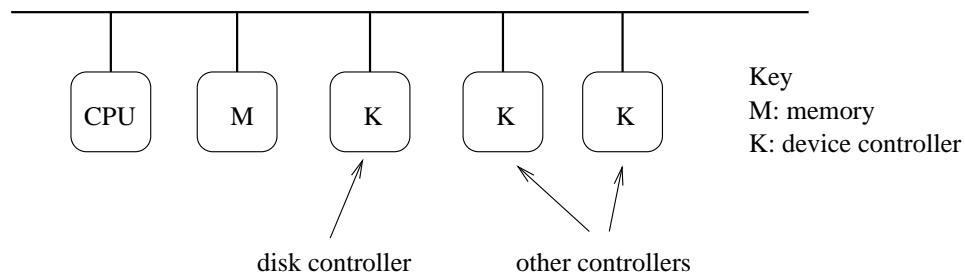 CPU
M
K
K
K
Key
M: memory
K: device controller
disk controller
other controllers